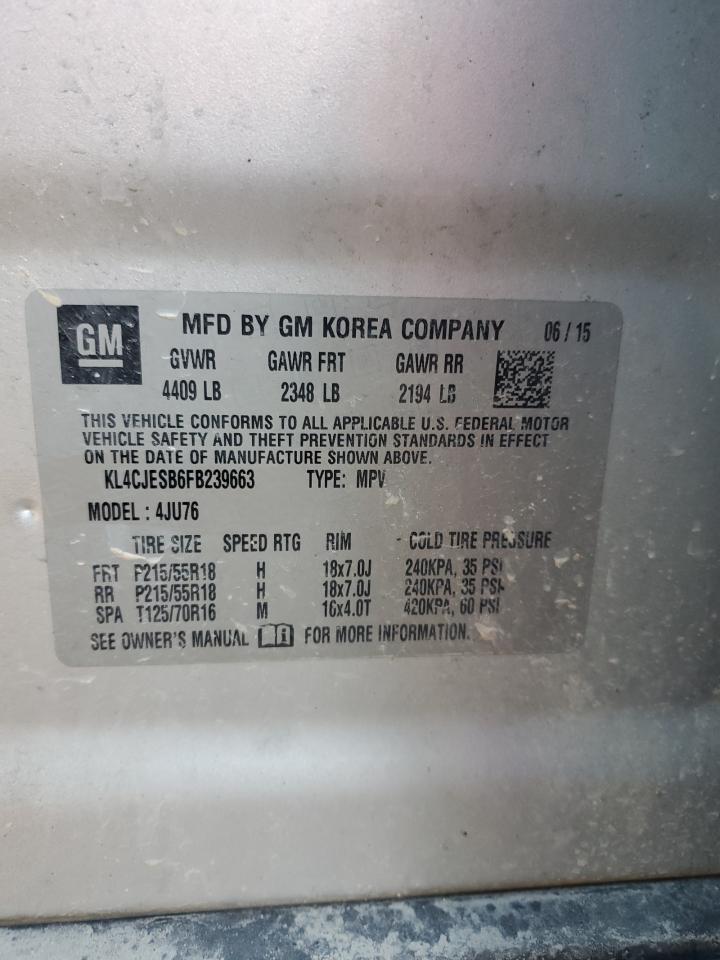 GM
MFD BY GM KOREA COMPANY 06 / 15
GVWR GAWR FRT GAWR RR
4409 LB 2348 LB 2194 LB
THIS VEHICLE CONFORMS TO ALL APPLICABLE U.S. FEDERAL MOTOR
VEHICLE SAFETY AND THEFT PREVENTION STANDARDS IN EFFECT
ON THE DATE OF MANUFACTURE SHOWN ABOVE.
KL4CJESB6FB239663 TYPE: MPV
MODEL : 4JU76
TIRE SIZE SPEED RTG RIM COLD TIRE PRESSURE
FRT P215/55R18 H 18x7.0J 240KPA, 35 PSI
RR P215/55R18 H 18x7.0J 240KPA, 35 PSI
SPA T125/70R16 M 16x4.0T 420KPA, 60 PSI
SEE OWNER'S MANUAL FOR MORE INFORMATION.